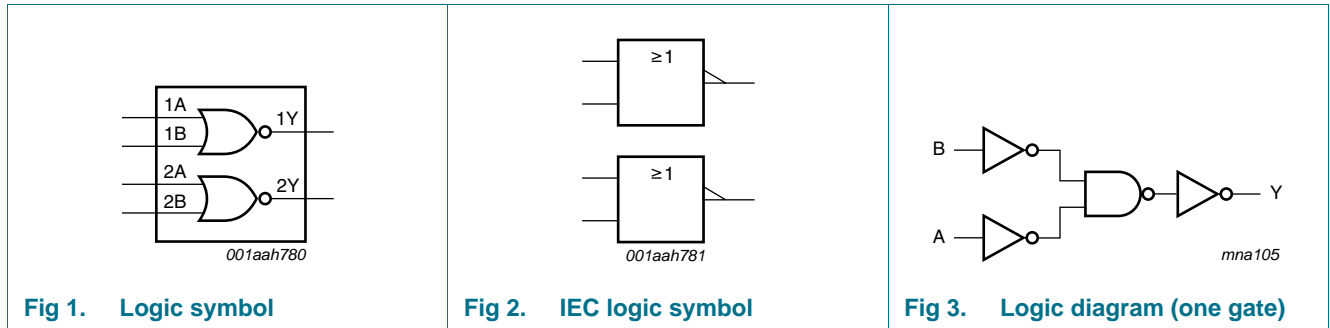 1A
1B
1Y
2A
2B
2Y
001aah780
Fig 1. Logic symbol
≥1
≥1
001aah781
Fig 2. IEC logic symbol
B
A
Y
mna105
Fig 3. Logic diagram (one gate)